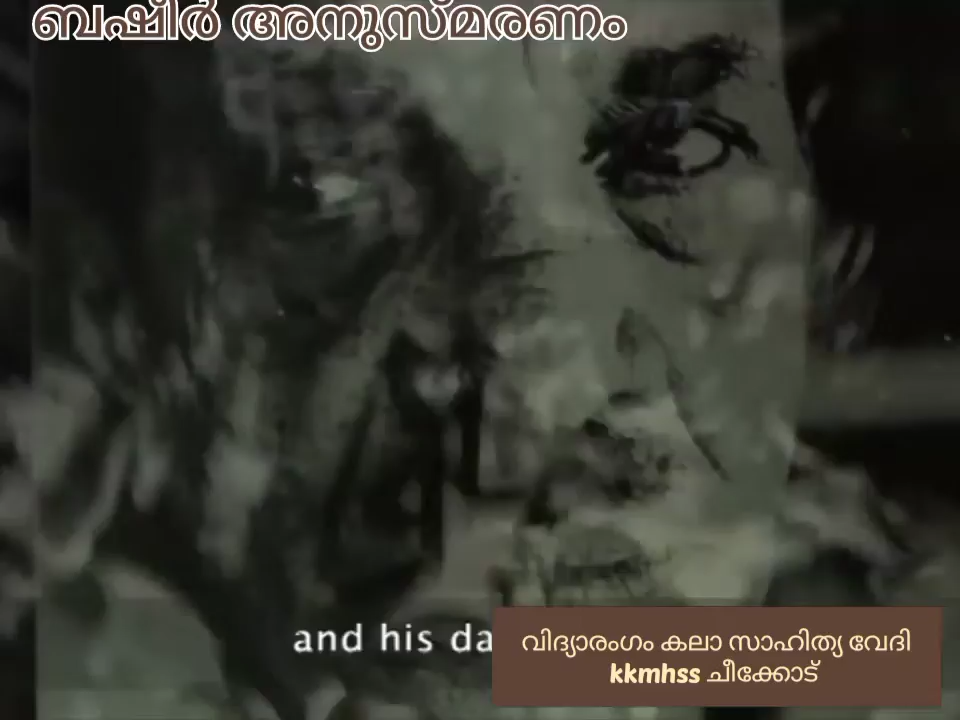 ബഷീർ അനുസ്മരണം
and his da
വിദ്യാരംഗം കലാ സാഹിത്യ വേദി
kkmhss ചീക്കോട്